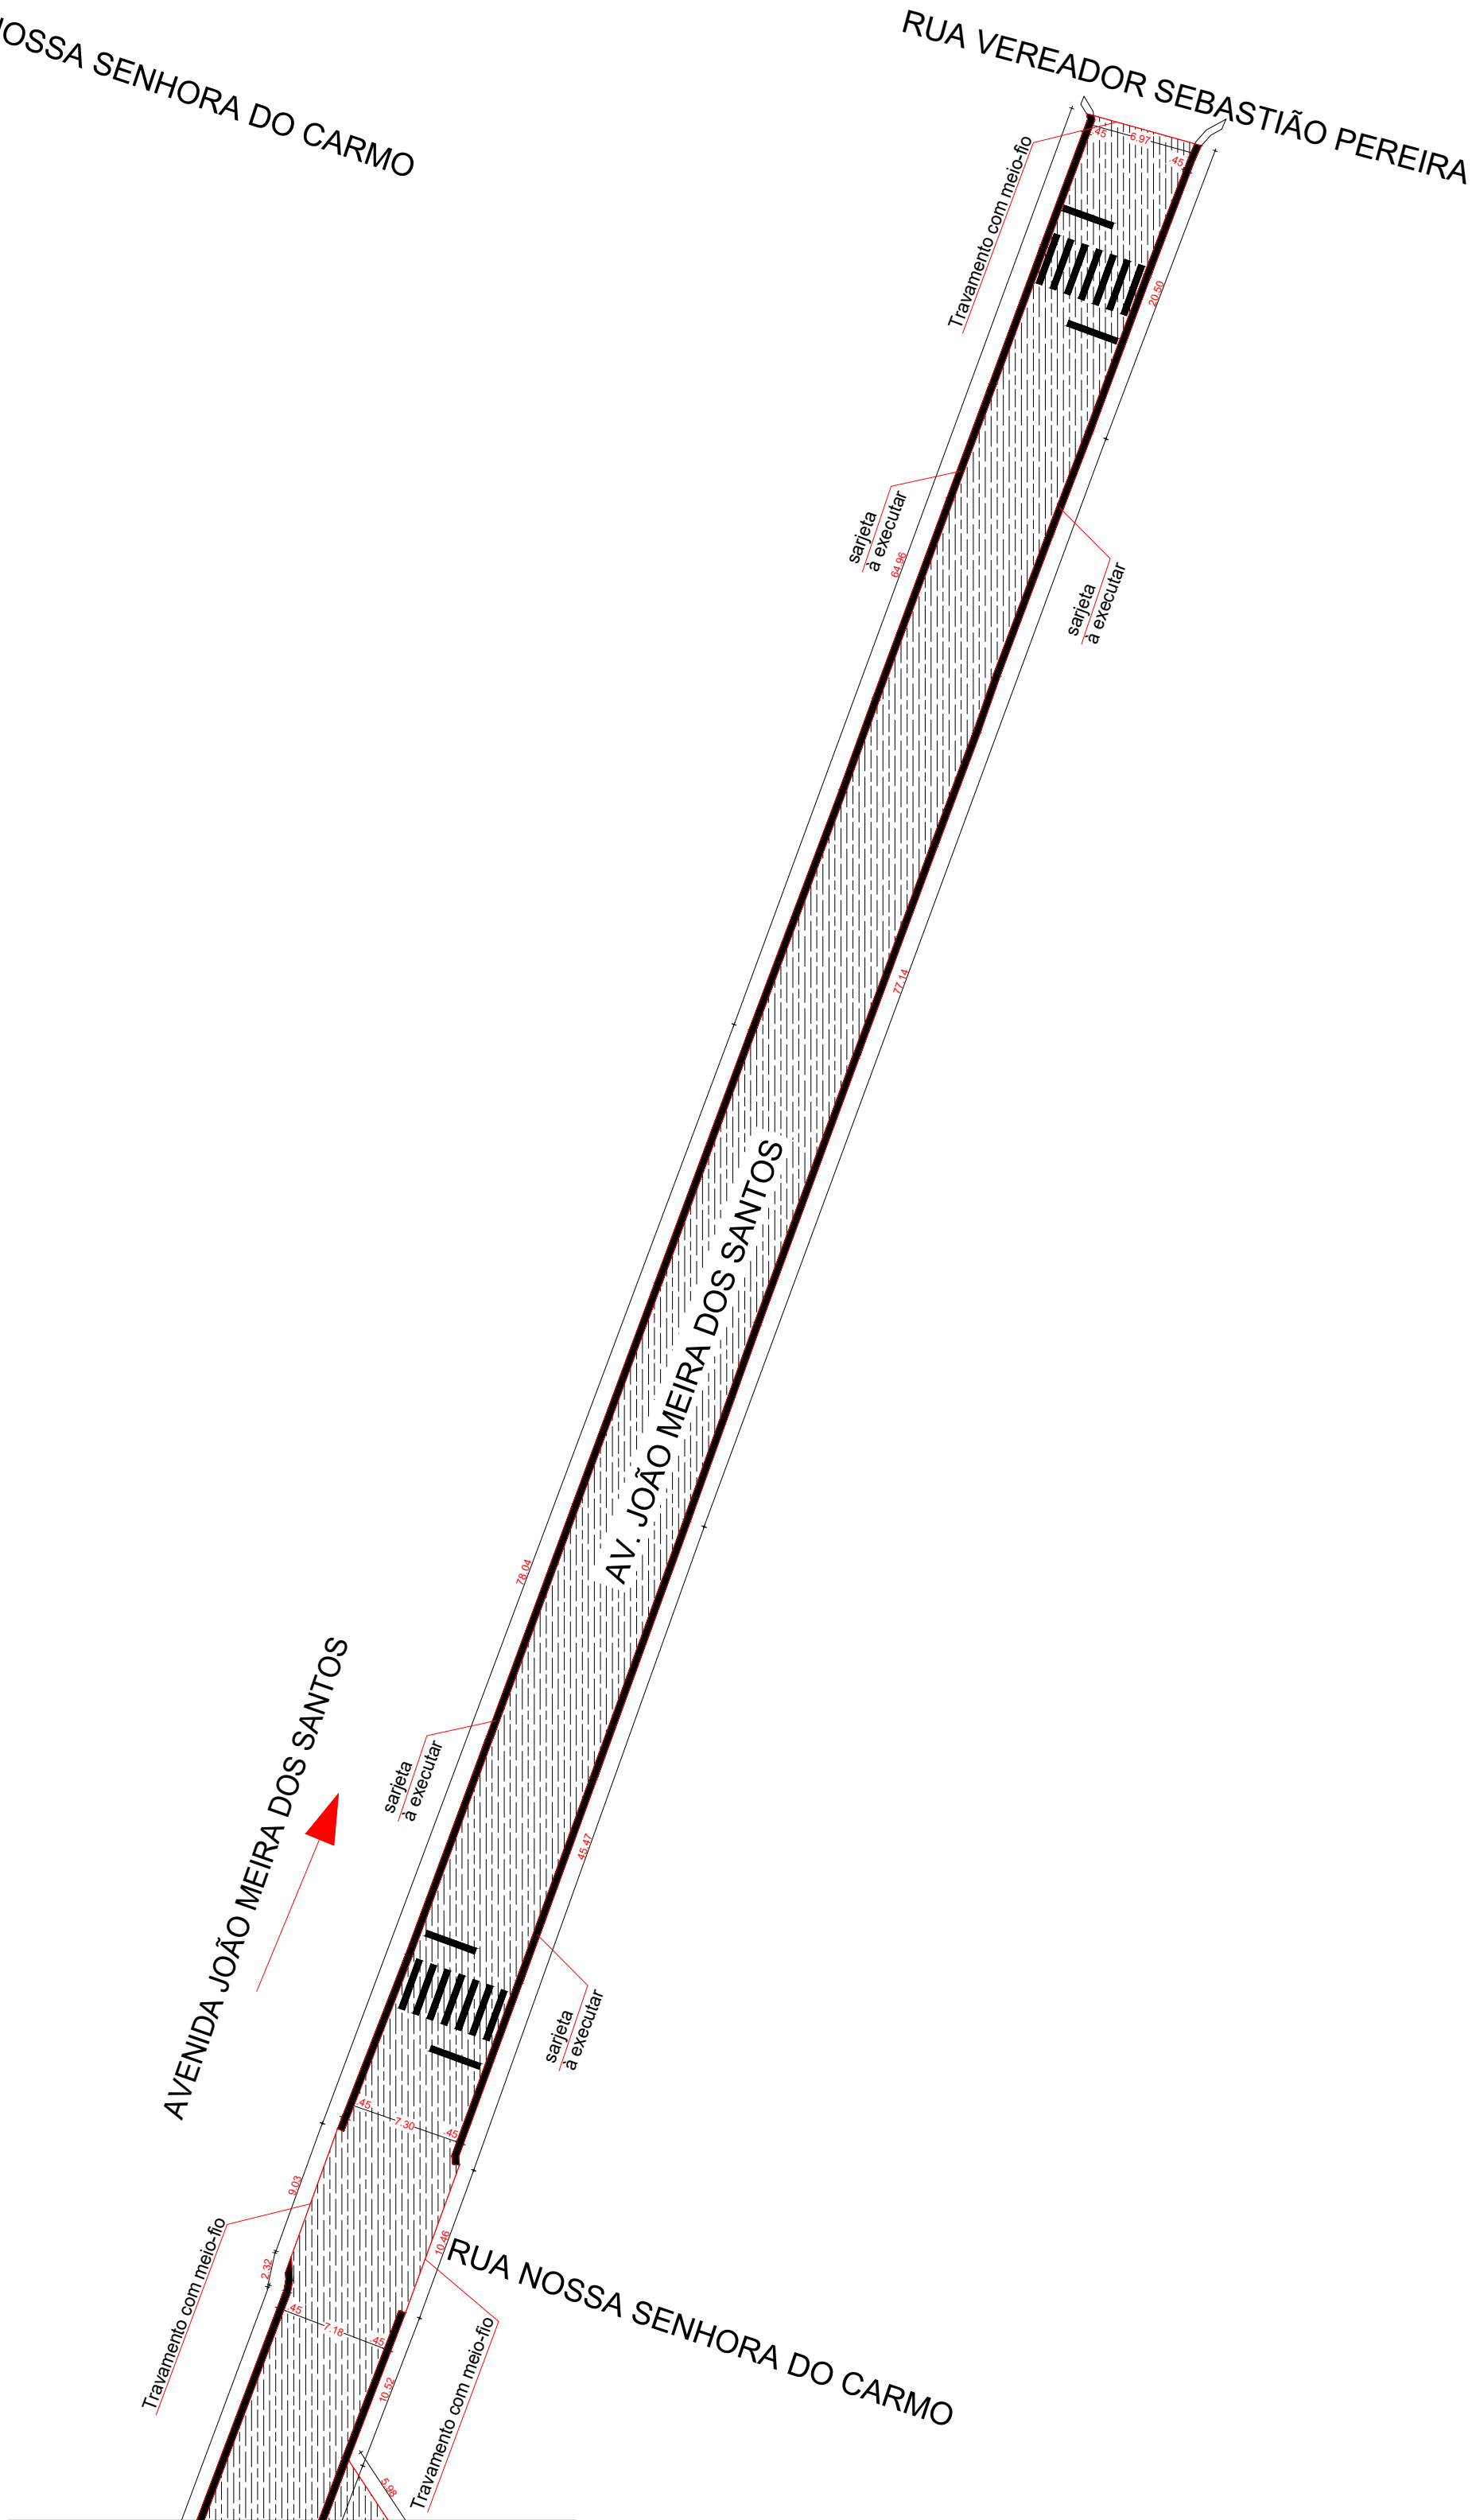 RUA VEREADOR SEBASTIÃO PEREIRA
OSSA SENHORA DO CARMO
.45
6.97
.45
Travamento com meio-fio
20.50
sarjeta
à executar
64.96
sarjeta
à executar
77.14
AV. JOÃO MEIRA DOS SANTOS
78.04
AVENIDA JOÃO MEIRA DOS SANTOS
sarjeta
à executar
45.47
sarjeta
à executar
.45
7.30
.45
9.03
10.46
RUA NOSSA SENHORA DO CARMO
2.32
Travamento com meio-fio
.45
7.18
.45
10.52
Travamento com meio-fio
5.98